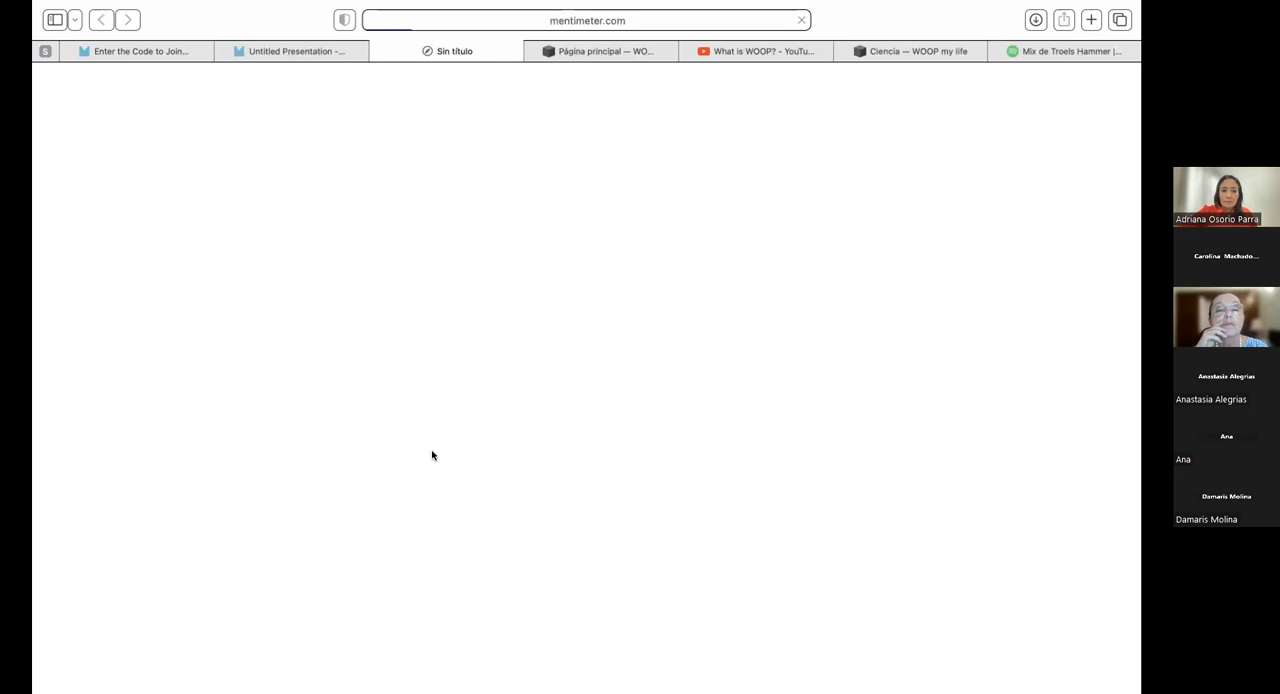 mentimeter.com
S
Enter the Code to Join...
Untitled Presentation -...
Sin título
Página principal — WO...
What is WOOP? - YouTu...
Ciencia — WOOP my life
Mix de Troels Hammer |...
Adriana Osorio Parra
Carolina Machado...
Anastasia Alegrias
Anastasia Alegrias
Ana
Ana
Damaris Molina
Damaris Molina